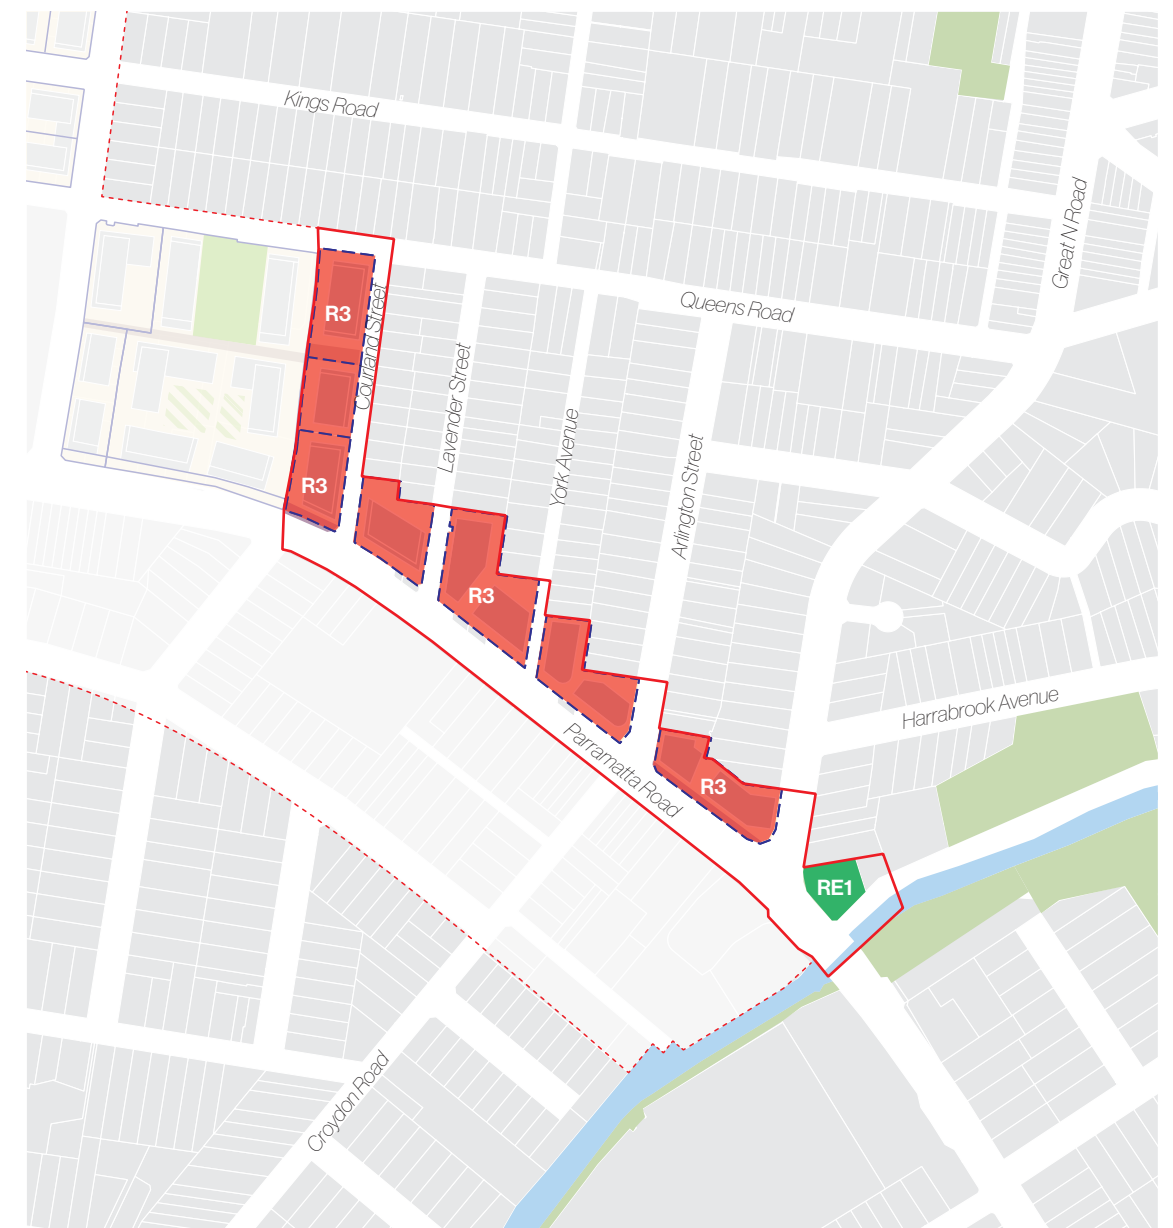 Kings Road
Great N Road
R3
Courland Street
Queens Road
Lavender Street
York Avenue
Arlington Street
R3
R3
Harrabrook Avenue
Parramatta Road
R3
RE1
Croydon Road